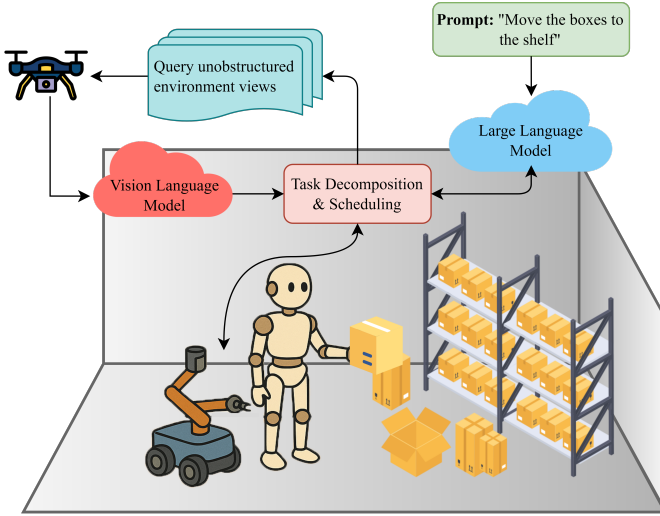 Prompt: "Move the boxes to
the shelf"
Query unobstructured
environment views
Large Language
Model
Vision Language
Model
Task Decomposition
& Scheduling